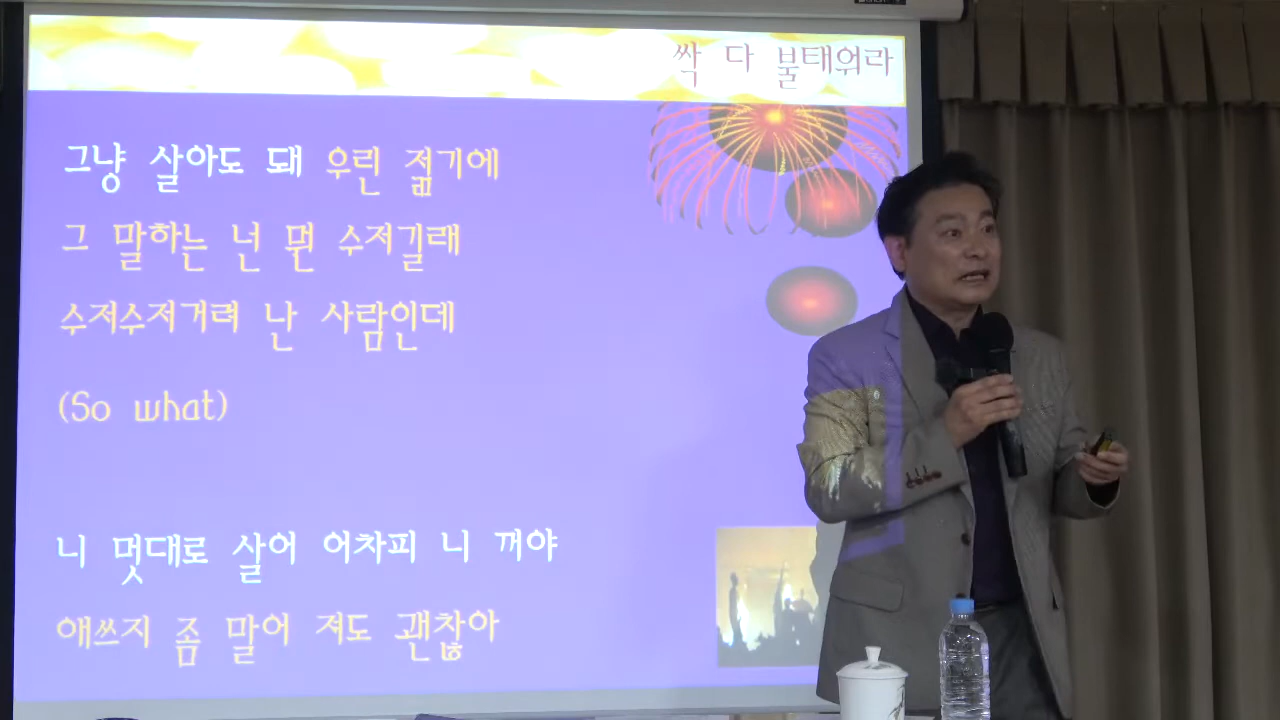 싹 다 불태워라
그냥 살아도 돼 우린 젊기에
그 말하는 넌 뭔 수저길래
수저수저거려 난 사람인데
(So what)
니 멋대로 살어 어차피 니 꺼야
애쓰지 좀 말어 져도 괜찮아